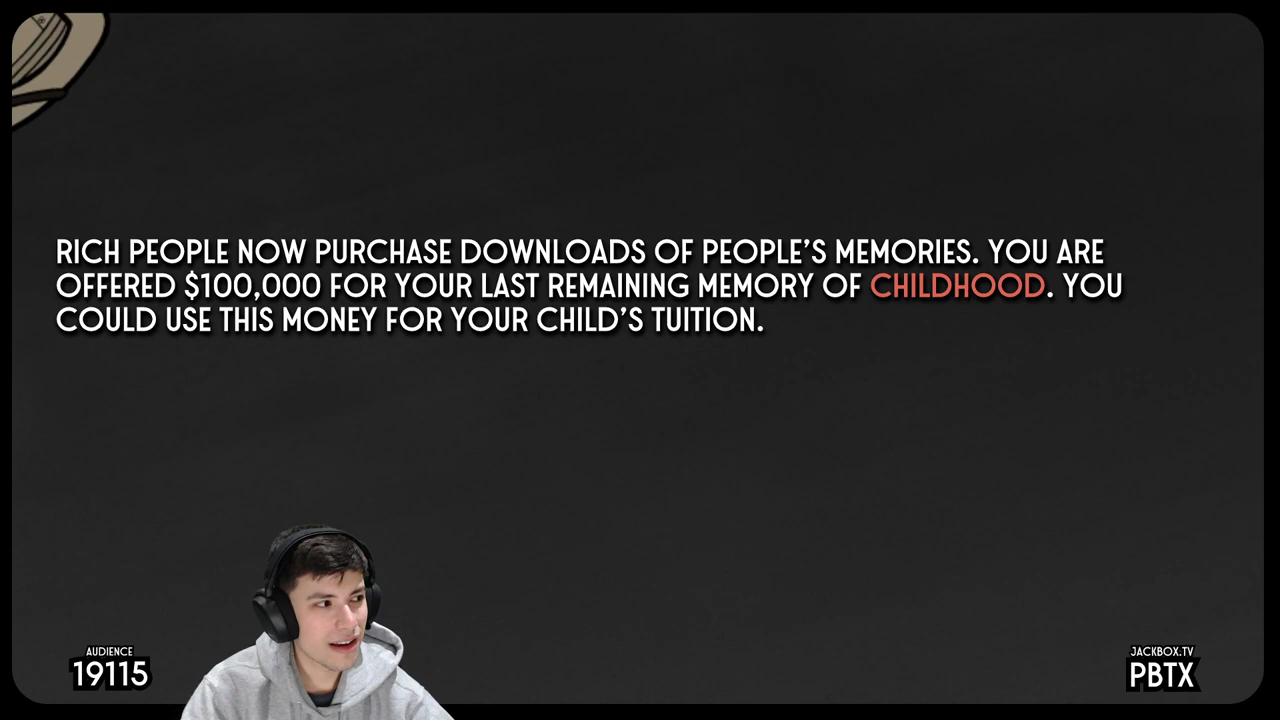 RICH PEOPLE NOW PURCHASE DOWNLOADS OF PEOPLE'S MEMORIES. YOU ARE
OFFERED $100,000 FOR YOUR LAST REMAINING MEMORY OF CHILDHOOD. YOU
COULD USE THIS MONEY FOR YOUR CHILD'S TUITION.
AUDIENCE
19115
JACKBOX.TV
PBTX